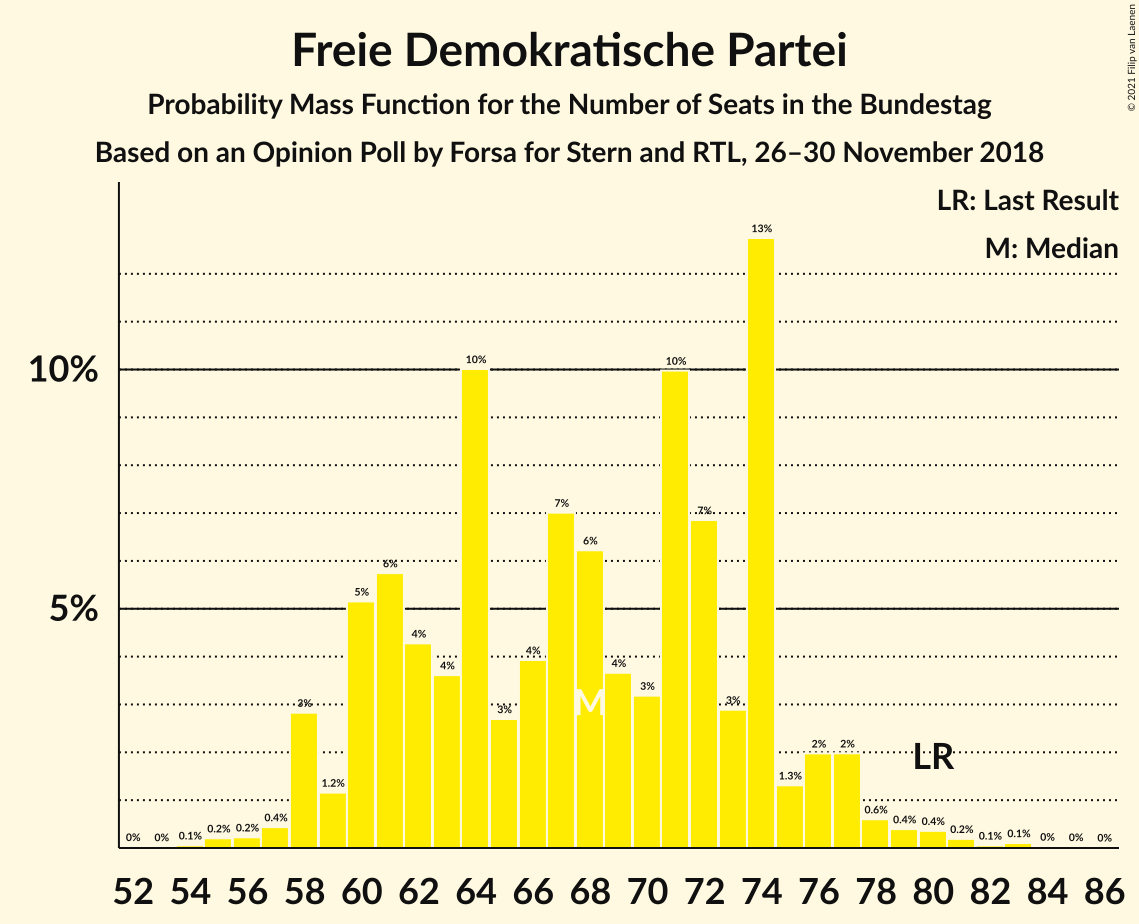 Freie Demokratische Partei
Probability Mass Function for the Number of Seats in the Bundestag
Based on an Opinion Poll by Forsa for Stern and RTL, 26–30 November 2018
© 2021 Filip van Laenen
LR: Last Result
M: Median
10%
5%
0% 0% 0.1% 0.2% 0.2% 0.4% 3% 1.2% 5% 6% 4% 4% 10% 3% 4% 7% 6% 4% 3% 10% 7% 3% 13% 1.3% 2% 2% 0.6% 0.4% 0.4% 0.2% 0.1% 0.1% 0% 0% 0%
M
LR
52 54 56 58 60 62 64 66 68 70 72 74 76 78 80 82 84 86